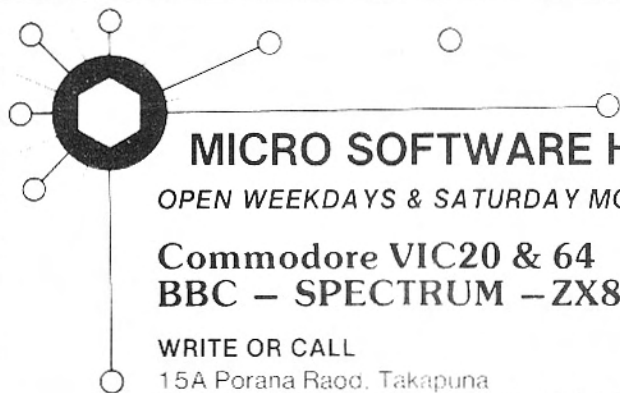 MICRO SOFTWARE H
OPEN WEEKDAYS & SATURDAY MO
Commodore VIC20 & 64
BBC – SPECTRUM – ZX8
WRITE OR CALL
15A Porana Raod, Takapuna